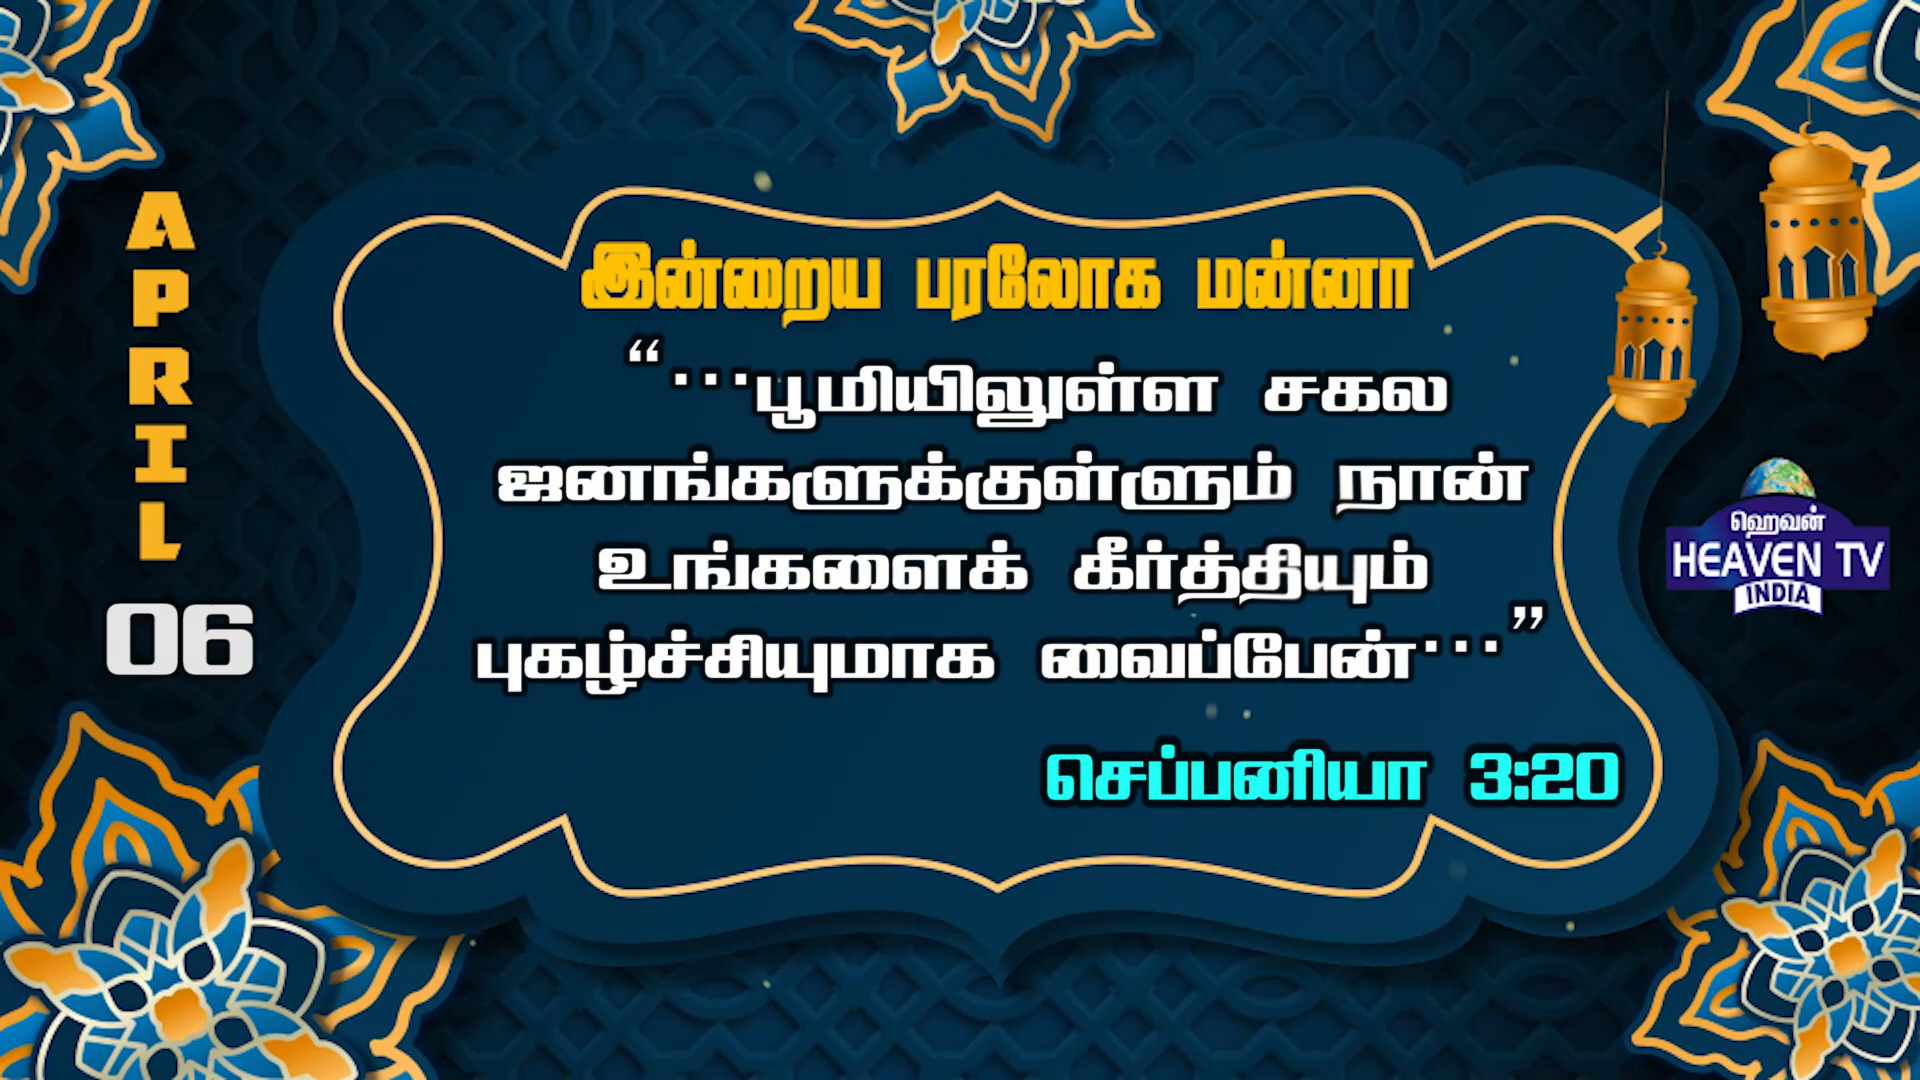 APRIL
06
இன்றைய பரலோக மன்னா
“...பூமியிலுள்ள சகல
ஜனங்களுக்குள்ளும் நான்
உங்களைக் கீர்த்தியும்
புகழ்ச்சியுமாக வைப்பேன்...”
செப்பனியா 3:20
ஹெவன்
HEAVEN TV
INDIA